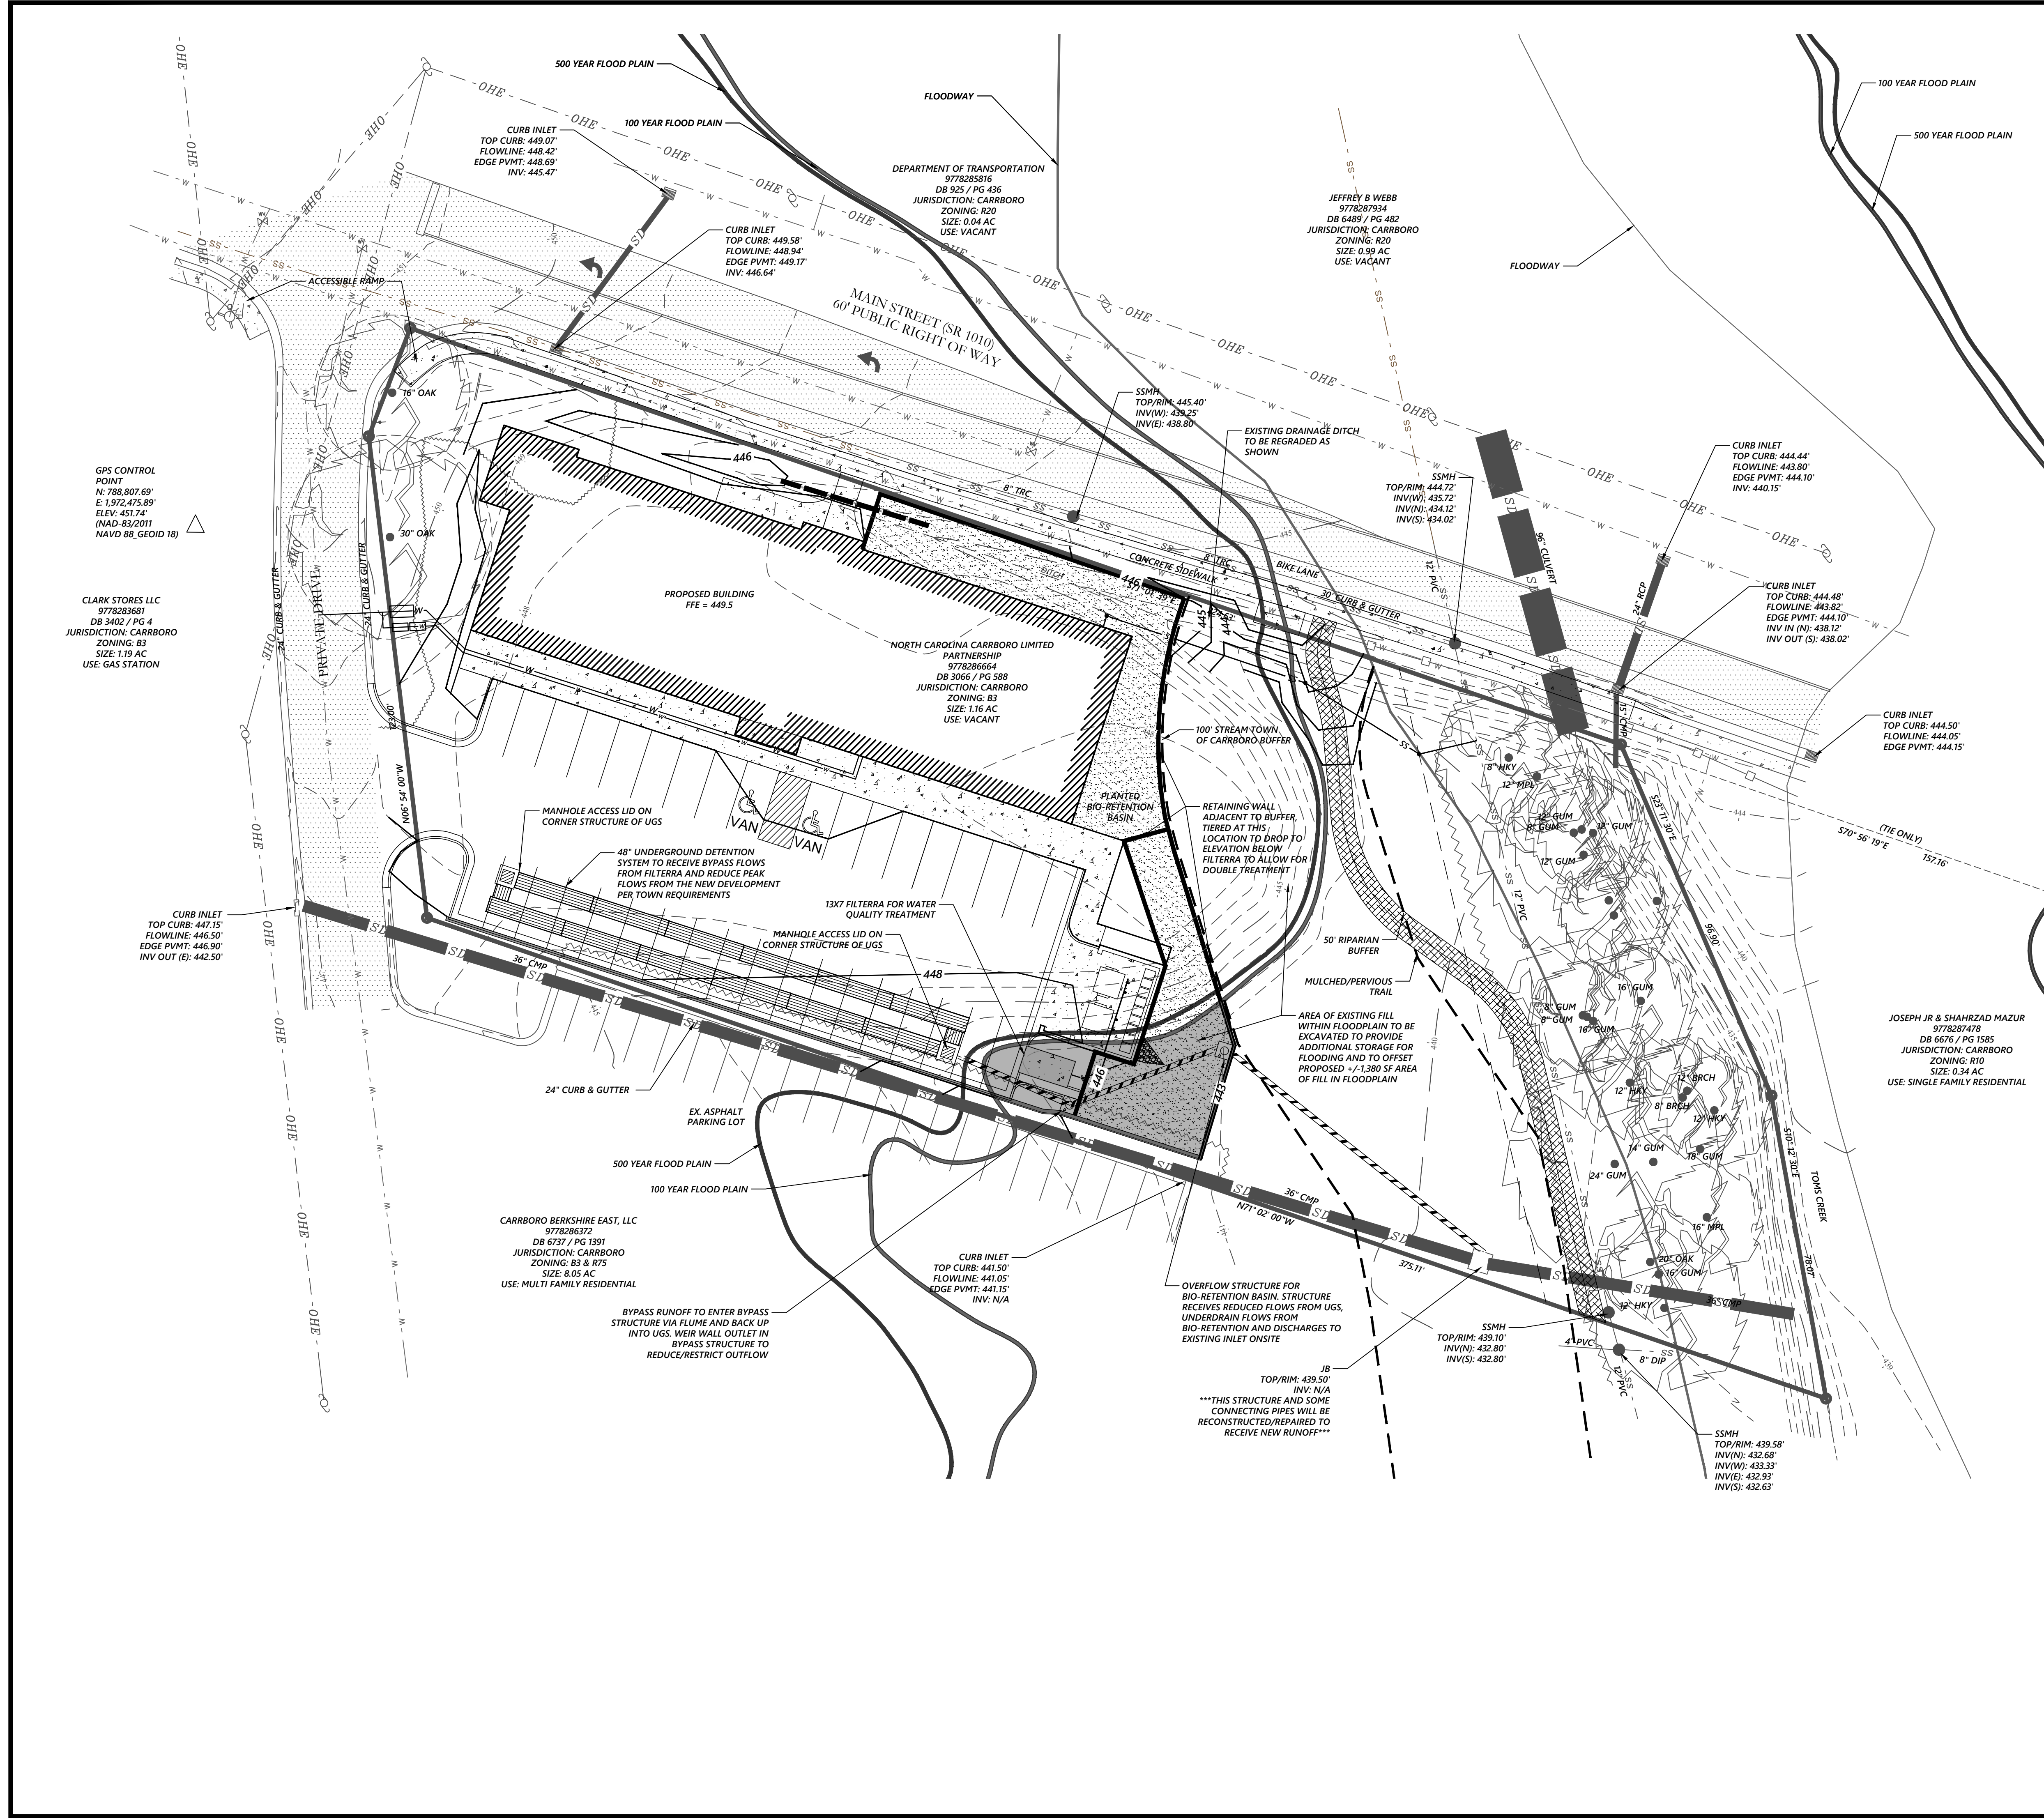 500 YEAR FLOOD PLAIN
100 YEAR FLOOD PLAIN
FLOODWAY
100 YEAR FLOOD PLAIN
500 YEAR FLOOD PLAIN
CURB INLET
TOP CURB: 449.07'
FLOWLINE: 448.42'
EDGE PVMT: 448.69'
INV: 445.47'
DEPARTMENT OF TRANSPORTATION
9778285816
DB 925 / PG 436
JURISDICTION: CARRBORO
ZONING: R20
SIZE: 0.04 AC
USE: VACANT
JEFFREY B WEBB
9778287934
DB 6489 / PG 482
JURISDICTION: CARRBORO
ZONING: R20
SIZE: 0.99 AC
USE: VACANT
FLOODWAY
CURB INLET
TOP CURB: 449.58'
FLOWLINE: 448.94'
EDGE PVMT: 449.17'
INV: 446.64'
ACCESSIBLE RAMP
MAIN STREET (SR 1010)
60' PUBLIC RIGHT OF WAY
16" OAK
SSMH
TOP/RIM: 445.40'
INV(W): 439.25'
INV(E): 438.80'
EXISTING DRAINAGE DITCH
TO BE REGRADED AS
SHOWN
CURB INLET
TOP CURB: 444.44'
FLOWLINE: 443.80'
EDGE PVMT: 444.10'
INV: 440.15'
GPS CONTROL
POINT
N: 788,807.69'
E: 1,972,475.89'
ELEV: 451.74'
(NAD-83/2011
NAVD 88_GEOID 18)
446
8" TRC
SSMH
TOP/RIM: 444.72'
INV(W): 435.72'
INV(N): 434.12'
INV(S): 434.02'
30" OAK
96" CULVERT
DITCH
CONCRETE SIDEWALK
8" TRC
BIKE LANE
30" CURB & GUTTER
12" PVC
24" RCP
446
445
444
CURB INLET
TOP CURB: 444.48'
FLOWLINE: 443.82'
EDGE PVMT: 444.10'
INV IN (N): 438.12'
INV OUT (S): 438.02'
CLARK STORES LLC
9778283681
DB 3402 / PG 4
JURISDICTION: CARRBORO
ZONING: B3
SIZE: 1.19 AC
USE: GAS STATION
24" CURB & GUTTER
PRIVATE DRIVE
24" CURB & GUTTER
PROPOSED BUILDING
FFE = 449.5
NORTH CAROLINA CARRBORO LIMITED
PARTNERSHIP
9778286664
DB 3066 / PG 588
JURISDICTION: CARRBORO
ZONING: B3
SIZE: 1.16 AC
USE: VACANT
15" CMP
CURB INLET
TOP CURB: 444.50'
FLOWLINE: 444.05'
EDGE PVMT: 444.15'
100' STREAM TOWN
OF CARRBORO BUFFER
8" HKY
12" MPL
N06° 54' 00"W
PLANTED
BIO-RETENTION
BASIN
RETAINING WALL
ADJACENT TO BUFFER,
TIERED AT THIS
LOCATION TO DROP TO
ELEVATION BELOW
FILTERRA TO ALLOW FOR
DOUBLE TREATMENT
S23° 11' 30"E
96.90'
(TIE ONLY)
S70° 56' 19"E
157.16'
12" GUM
8" GUM
12" GUM
12" GUM
MANHOLE ACCESS LID ON
CORNER STRUCTURE OF UGS
VAN
VAN
48" UNDERGROUND DETENTION
SYSTEM TO RECEIVE BYPASS FLOWS
FROM FILTERRA AND REDUCE PEAK
FLOWS FROM THE NEW DEVELOPMENT
PER TOWN REQUIREMENTS
12" PVC
13X7 FILTERRA FOR WATER
QUALITY TREATMENT
CURB INLET
TOP CURB: 447.15'
FLOWLINE: 446.50'
EDGE PVMT: 446.90'
INV OUT (E): 442.50'
MANHOLE ACCESS LID ON
CORNER STRUCTURE OF UGS
50' RIPARIAN
BUFFER
36" CMP
448
MULCHED/PERVIOUS
TRAIL
16" GUM
8" GUM
8" GUM
16" GUM
AREA OF EXISTING FILL
WITHIN FLOODPLAIN TO BE
EXCAVATED TO PROVIDE
ADDITIONAL STORAGE FOR
FLOODING AND TO OFFSET
PROPOSED +/-1,380 SF AREA
OF FILL IN FLOODPLAIN
JOSEPH JR & SHAHRZAD MAZUR
9778287478
DB 6676 / PG 1585
JURISDICTION: CARRBORO
ZONING: R10
SIZE: 0.34 AC
USE: SINGLE FAMILY RESIDENTIAL
24" CURB & GUTTER
446
443
12" HKY
12" BRCH
8" BRCH
12" HKY
EX. ASPHALT
PARKING LOT
14" GUM
18" GUM
24" GUM
S10° 12' 30"E
78.07'
TOMS CREEK
500 YEAR FLOOD PLAIN
100 YEAR FLOOD PLAIN
36" CMP
N71° 02' 00"W
375.11'
16" MPL
CARRBORO BERKSHIRE EAST, LLC
9778286372
DB 6737 / PG 1391
JURISDICTION: CARRBORO
ZONING: B3 & R75
SIZE: 8.05 AC
USE: MULTI FAMILY RESIDENTIAL
CURB INLET
TOP CURB: 441.50'
FLOWLINE: 441.05'
EDGE PVMT: 441.15'
INV: N/A
20" OAK
16" GUM
36" CMP
12" HKY
OVERFLOW STRUCTURE FOR
BIO-RETENTION BASIN. STRUCTURE
RECEIVES REDUCED FLOWS FROM UGS,
UNDERDRAIN FLOWS FROM
BIO-RETENTION AND DISCHARGES TO
EXISTING INLET ONSITE
BYPASS RUNOFF TO ENTER BYPASS
STRUCTURE VIA FLUME AND BACK UP
INTO UGS. WEIR WALL OUTLET IN
BYPASS STRUCTURE TO
REDUCE/RESTRICT OUTFLOW
SSMH
TOP/RIM: 439.10'
INV(N): 432.80'
INV(S): 432.80'
4" PVC
8" DIP
12" PVC
JB
TOP/RIM: 439.50'
INV: N/A
***THIS STRUCTURE AND SOME
CONNECTING PIPES WILL BE
RECONSTRUCTED/REPAIRED TO
RECEIVE NEW RUNOFF***
SSMH
TOP/RIM: 439.58'
INV(N): 432.68'
INV(W): 433.33'
INV(E): 432.93'
INV(S): 432.63'